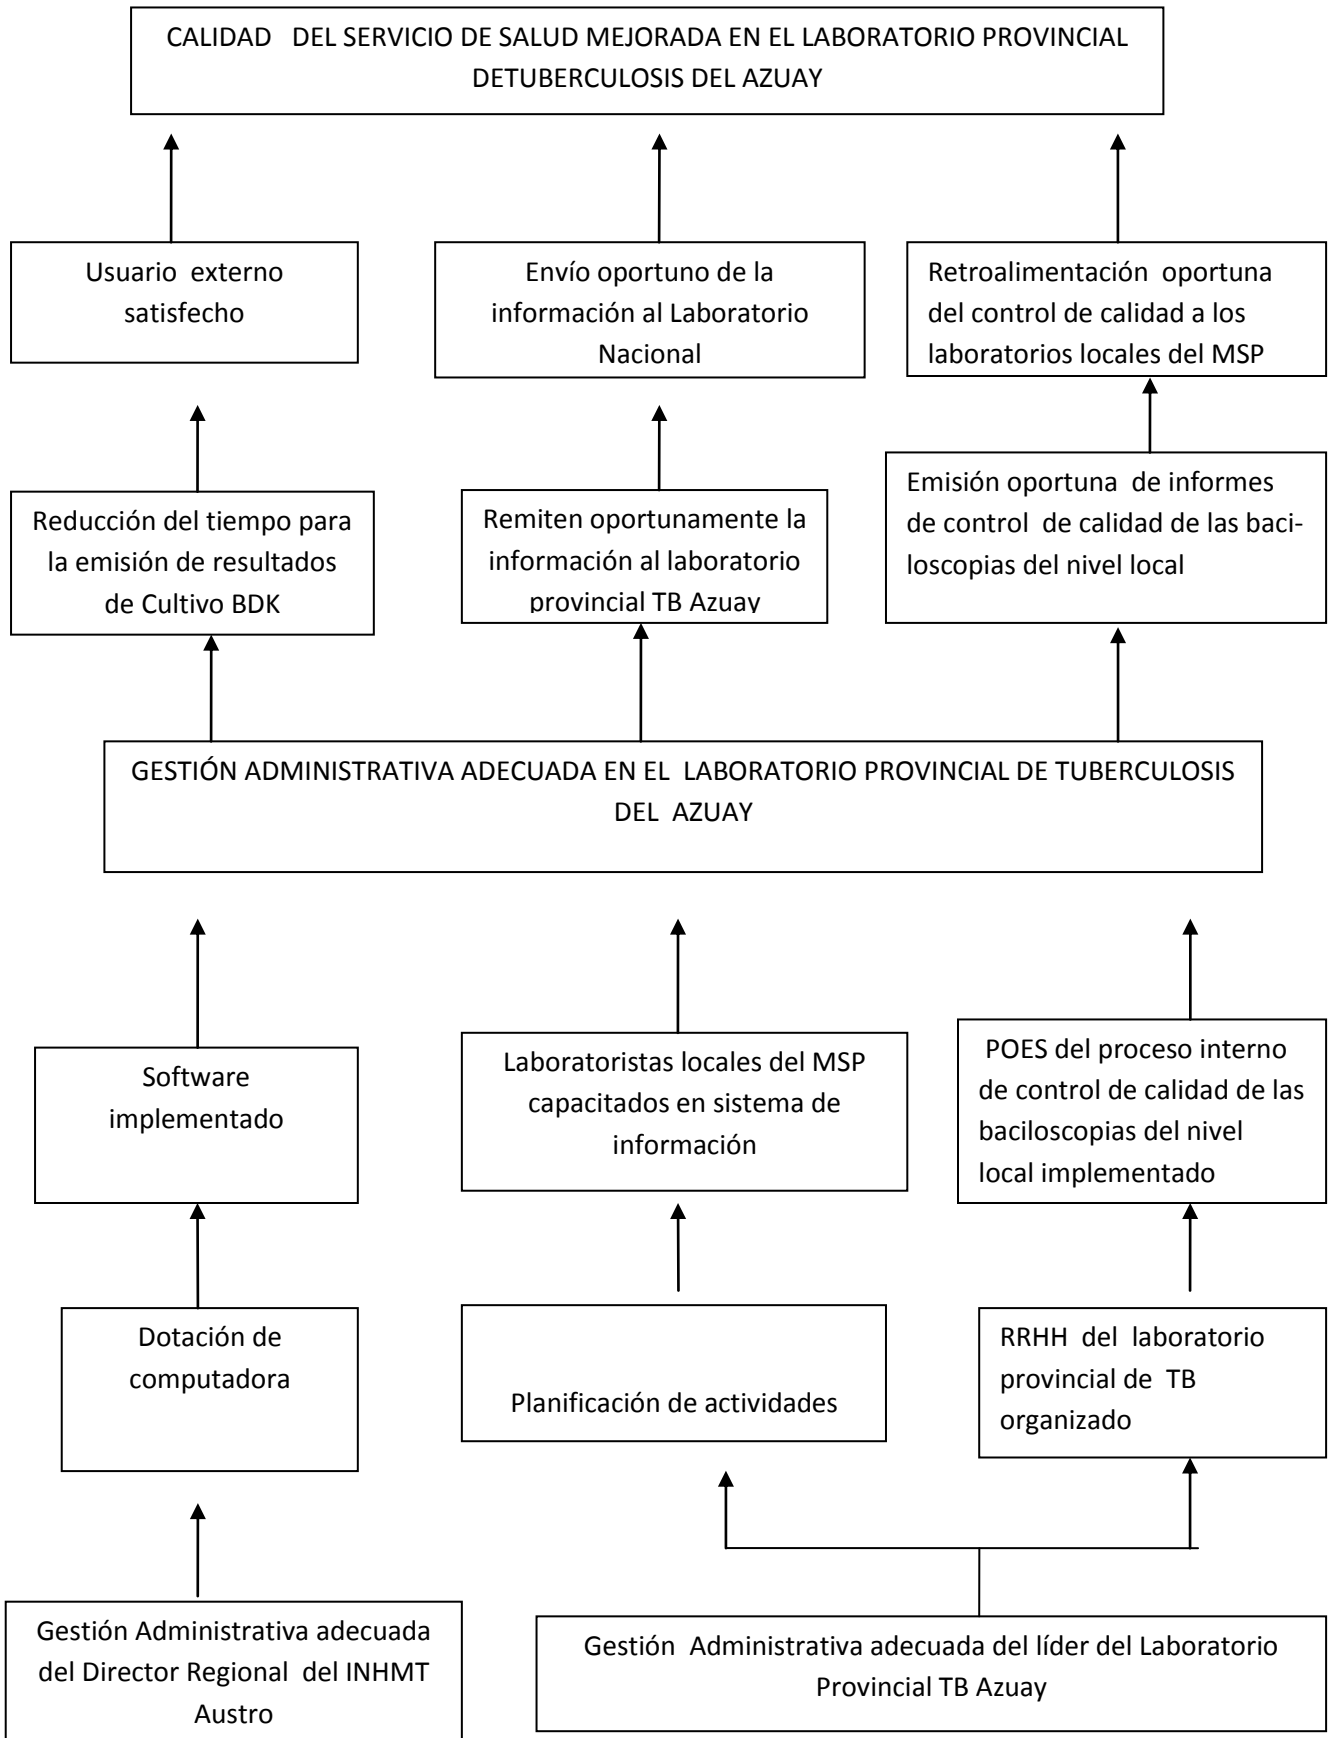 CALIDAD DEL SERVICIO DE SALUD MEJORADA EN EL LABORATORIO PROVINCIAL
DETUBERCULOSIS DEL AZUAY
Usuario externo
satisfecho
Envío oportuno de la
información al Laboratorio
Nacional
Retroalimentación oportuna
del control de calidad a los
laboratorios locales del MSP
Reducción del tiempo para
la emisión de resultados
de Cultivo BDK
Remiten oportunamente la
información al laboratorio
provincial TB Azuay
Emisión oportuna de informes
de control de calidad de las baci-
loscopias del nivel local
GESTIÓN ADMINISTRATIVA ADECUADA EN EL LABORATORIO PROVINCIAL DE TUBERCULOSIS
DEL AZUAY
Software
implementado
Laboratoristas locales del MSP
capacitados en sistema de
información
POES del proceso interno
de control de calidad de las
baciloscopias del nivel
local implementado
Dotación de
computadora
Planificación de actividades
RRHH del laboratorio
provincial de TB
organizado
Gestión Administrativa adecuada
del Director Regional del INHMT
Austro
Gestión Administrativa adecuada del líder del Laboratorio
Provincial TB Azuay